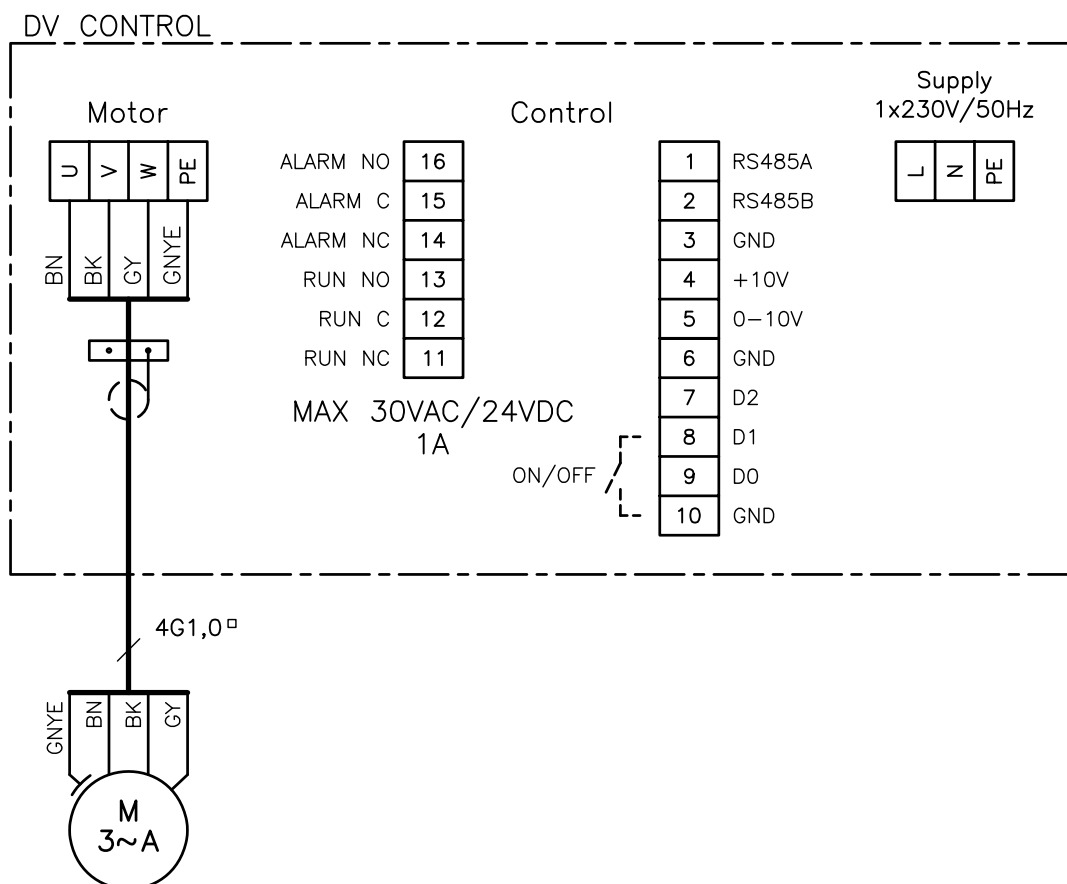 DV CONTROL
Motor
Control
Supply
1x230V/50Hz
U V W PE
BN BK GY GNYE
ALARM NO 16
ALARM C 15
ALARM NC 14
RUN NO 13
RUN C 12
RUN NC 11
MAX 30VAC/24VDC
1A
1 RS485A
2 RS485B
3 GND
4 +10V
5 0-10V
6 GND
7 D2
8 D1
9 D0
10 GND
ON/OFF
L N PE
4G1,0□
GNYE BN BK GY
M
3~A